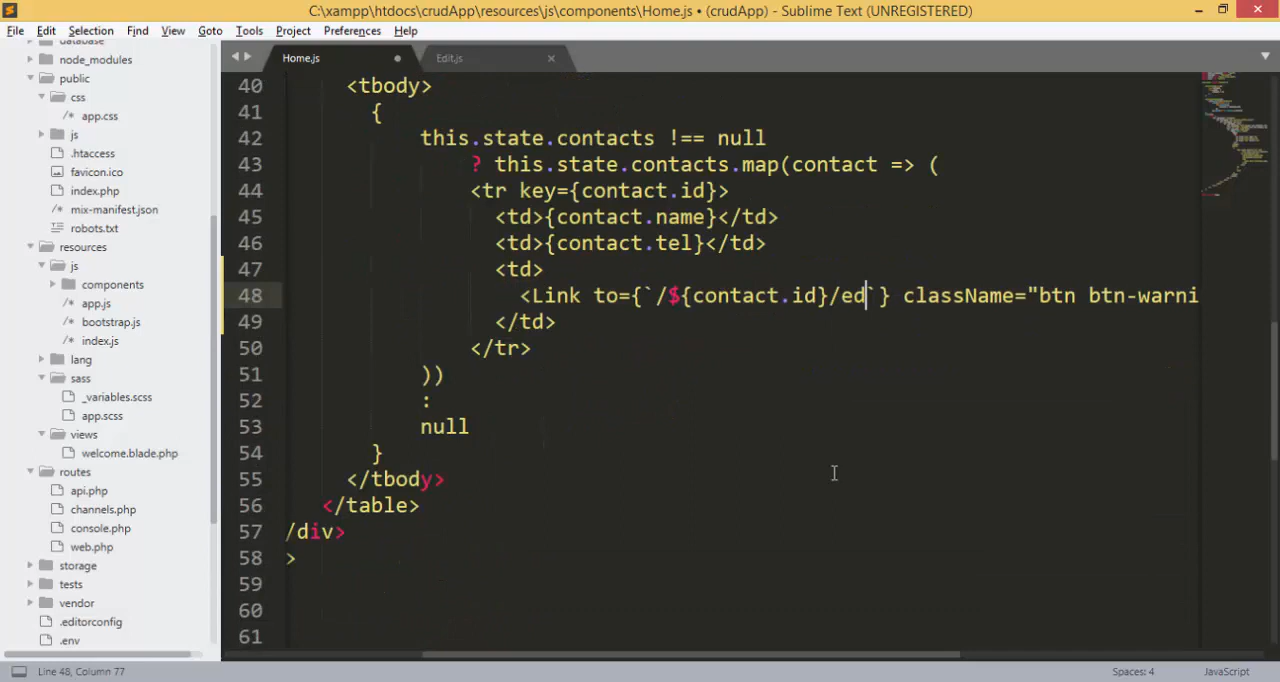 C:\xampp\htdocs\crudApp\resources\js\components\Home.js • (crudApp) - Sublime Text (UNREGISTERED)
File Edit Selection Find View Goto Tools Project Preferences Help
database
node_modules
public
css
app.css
js
.htaccess
favicon.ico
index.php
mix-manifest.json
robots.txt
resources
js
components
app.js
bootstrap.js
index.js
lang
sass
_variables.scss
app.scss
views
welcome.blade.php
routes
api.php
channels.php
console.php
web.php
storage
tests
vendor
.editorconfig
.env
Home.js Edit.js
40 <tbody>
41 {
42 this.state.contacts !== null
43 ? this.state.contacts.map(contact => (
44 <tr key={contact.id}>
45 <td>{contact.name}</td>
46 <td>{contact.tel}</td>
47 <td>
48 <Link to={`/${contact.id}/ed`} className="btn btn-warni
49 </td>
50 </tr>
51 ))
52 :
53 null
54 }
55 </tbody>
56 </table>
57 /div>
58 >
59
60
61
Line 48, Column 77 Spaces: 4 JavaScript